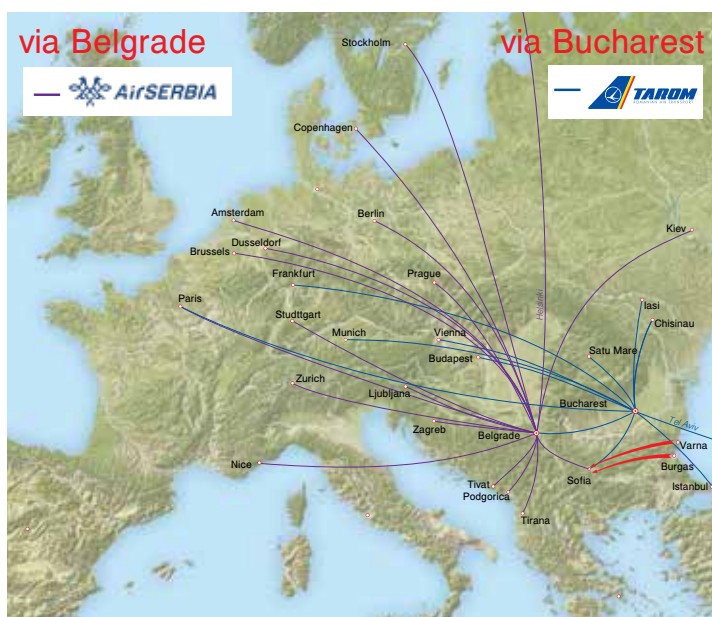 via Belgrade
via Bucharest
AirSERBIA
TAROM
ROMANIAN AIR TRANSPORT
Stockholm
Copenhagen
Amsterdam
Berlin
Dusseldorf
Brussels
Kiev
Frankfurt
Prague
Helsinki
Paris
Iasi
Studttgart
Chisinau
Munich
Vienna
Satu Mare
Budapest
Zurich
Ljubljana
Bucharest
Tel Aviv
Zagreb
Belgrade
Varna
Nice
Burgas
Sofia
Tivat
Istanbul
Podgorica
Tirana